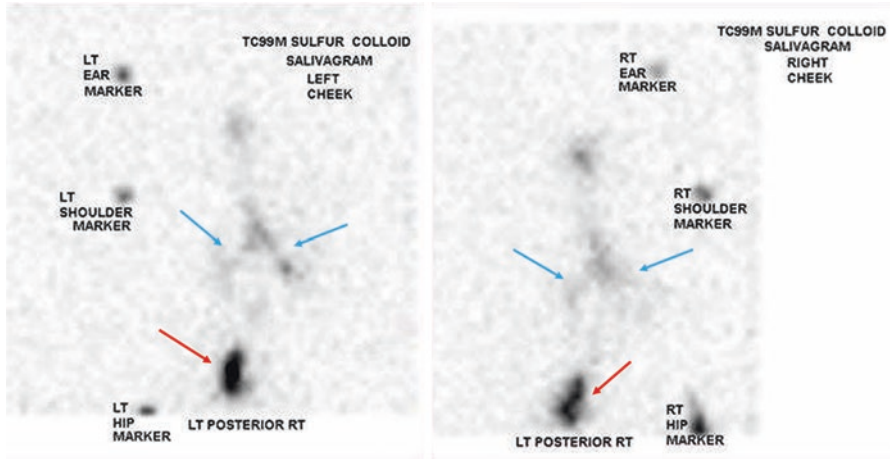 TC99M SULFUR COLLOID
SALIVAGRAM
LEFT
CHEEK
LT
EAR
MARKER
LT
SHOULDER
MARKER
LT
HIP
MARKER
LT POSTERIOR RT
TC99M SULFUR COLLOID
SALIVAGRAM
RIGHT
CHEEK
RT
EAR
MARKER
RT
SHOULDER
MARKER
RT
HIP
MARKER
LT POSTERIOR RT